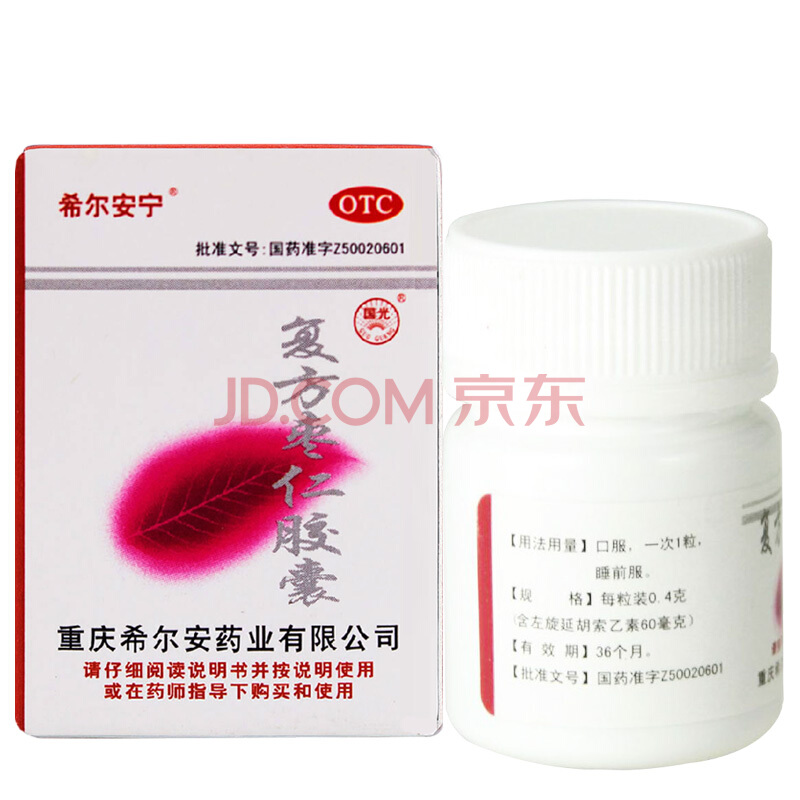 希尔安宁®
OTC
批准文号:国药准字Z50020601
国光®
GUO GUANG
复方枣仁胶囊
JD.COM 京东
重庆希尔安药业有限公司
请仔细阅读说明书并按说明使用
或在药师指导下购买和使用
复方
【用法用量】口服，一次1粒，
睡前服。
【规 格】每粒装0.4克
(含左旋延胡索乙素60毫克)
【有 效 期】36个月。
【批准文号】国药准字Z50020601
重庆希